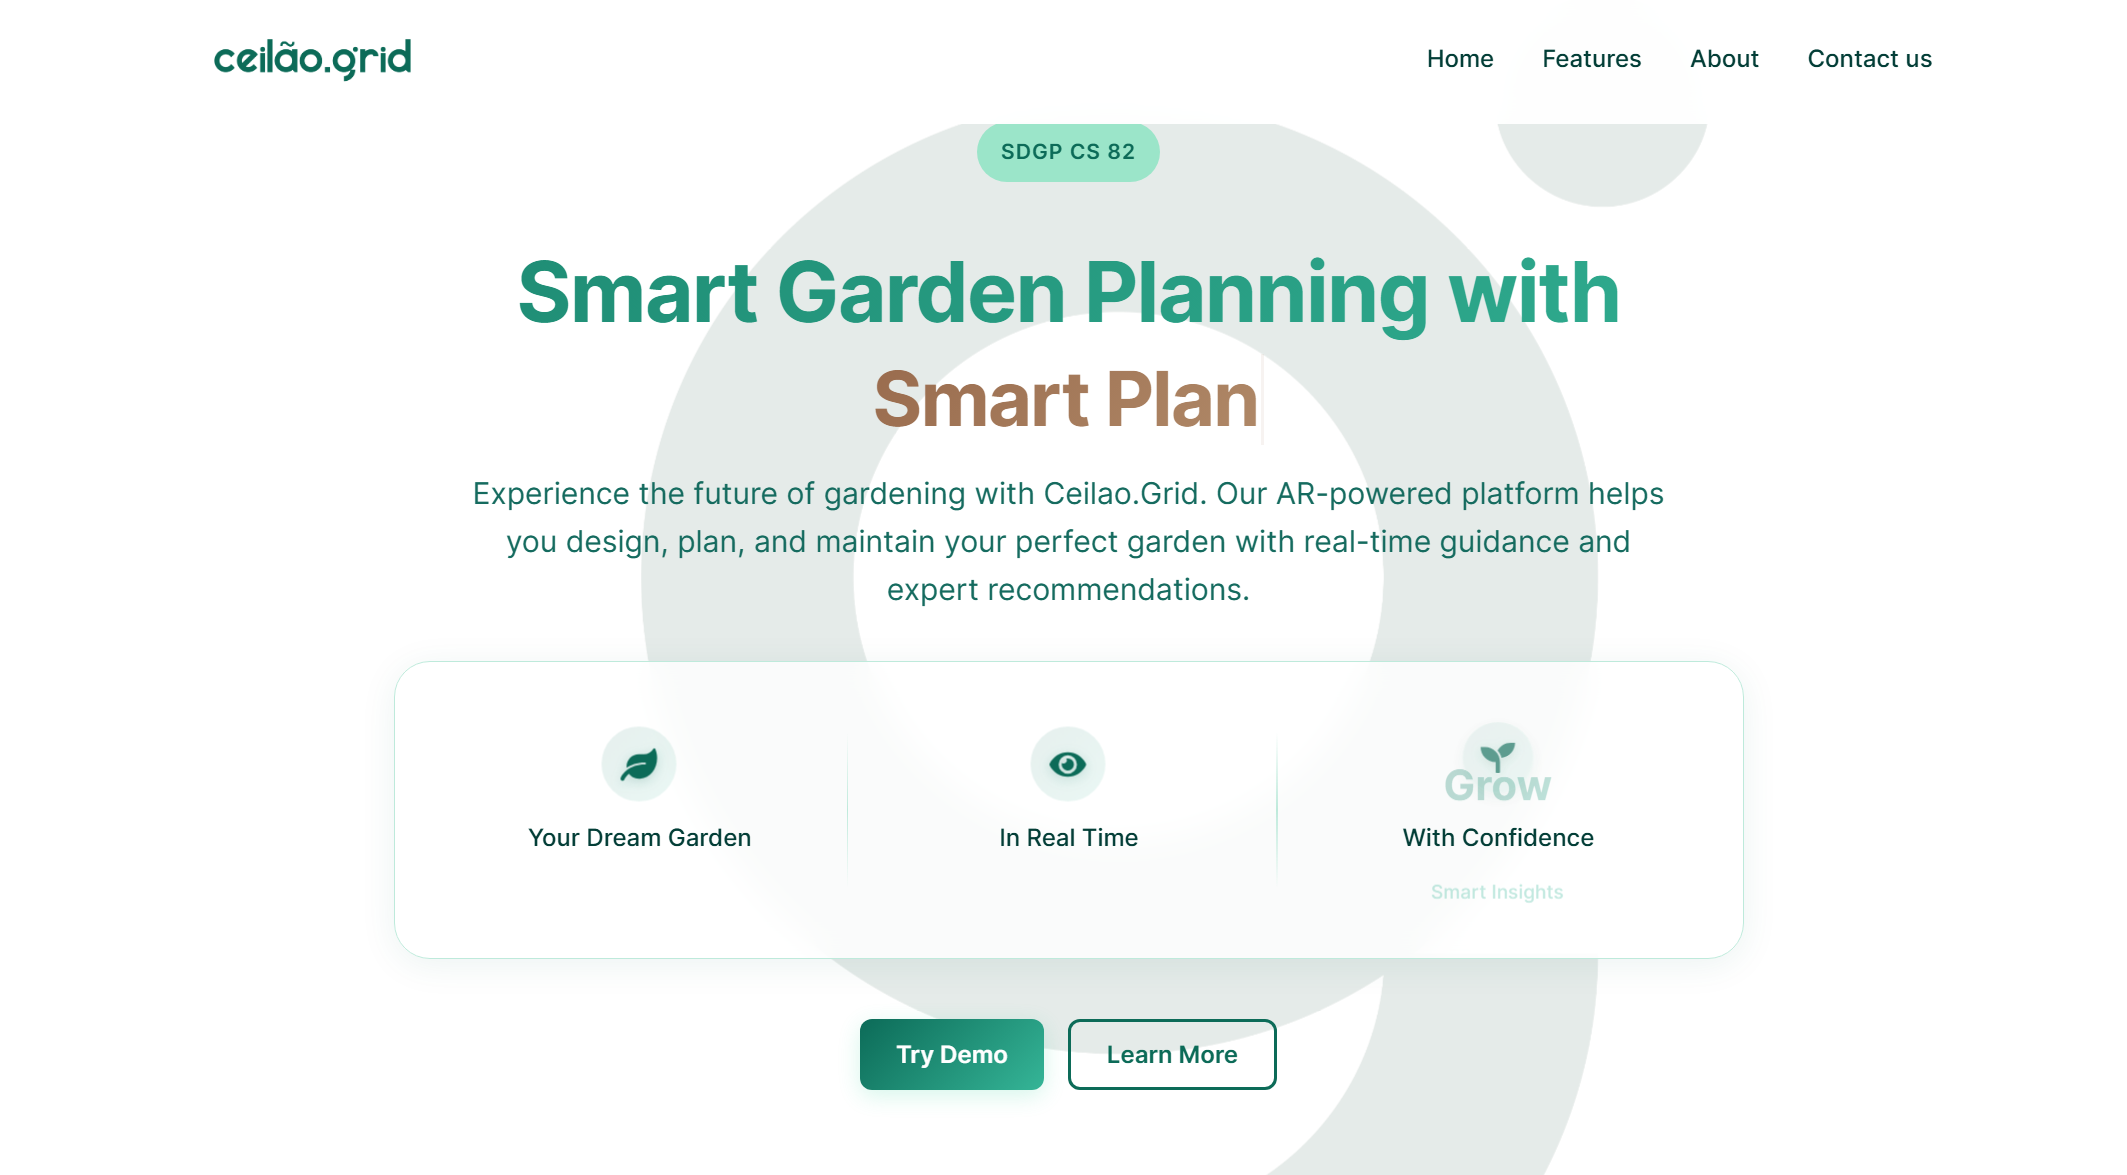 ceilão.grid
Home Features About Contact us
SDGP CS 82
Smart Garden Planning with
Smart Plan
Experience the future of gardening with Ceilao.Grid. Our AR-powered platform helps
you design, plan, and maintain your perfect garden with real-time guidance and
expert recommendations.
Grow
Your Dream Garden In Real Time With Confidence
Smart Insights
Try Demo Learn More